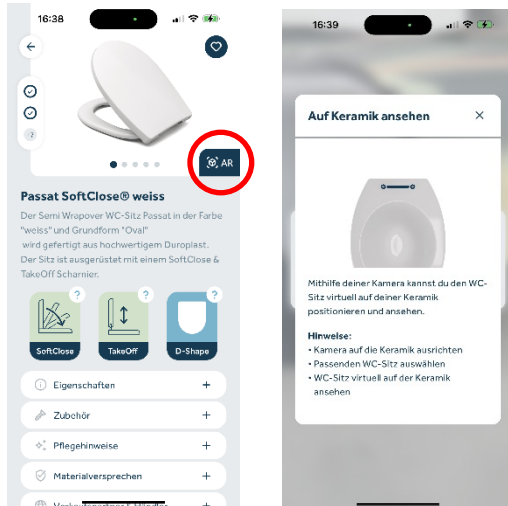 16:38
AR
Passat SoftClose® weiss
Der Semi Wrapover WC-Sitz Passat in der Farbe
"weiss" und Grundform "Oval"
wird gefertigt aus hochwertigem Duroplast.
Der Sitz ist ausgerüstet mit einem SoftClose &
TakeOff Scharnier.
?
?
?
SoftClose
TakeOff
D-Shape
Eigenschaften
Zubehör
Pflegehinweise
Materialversprechen
16:39
Auf Keramik ansehen
Mithilfe deiner Kamera kannst du den WC-
Sitz virtuell auf deiner Keramik
positionieren und ansehen.
Hinweise:
• Kamera auf die Keramik ausrichten
• Passenden WC-Sitz auswählen
• WC-Sitz virtuell auf der Keramik
ansehen